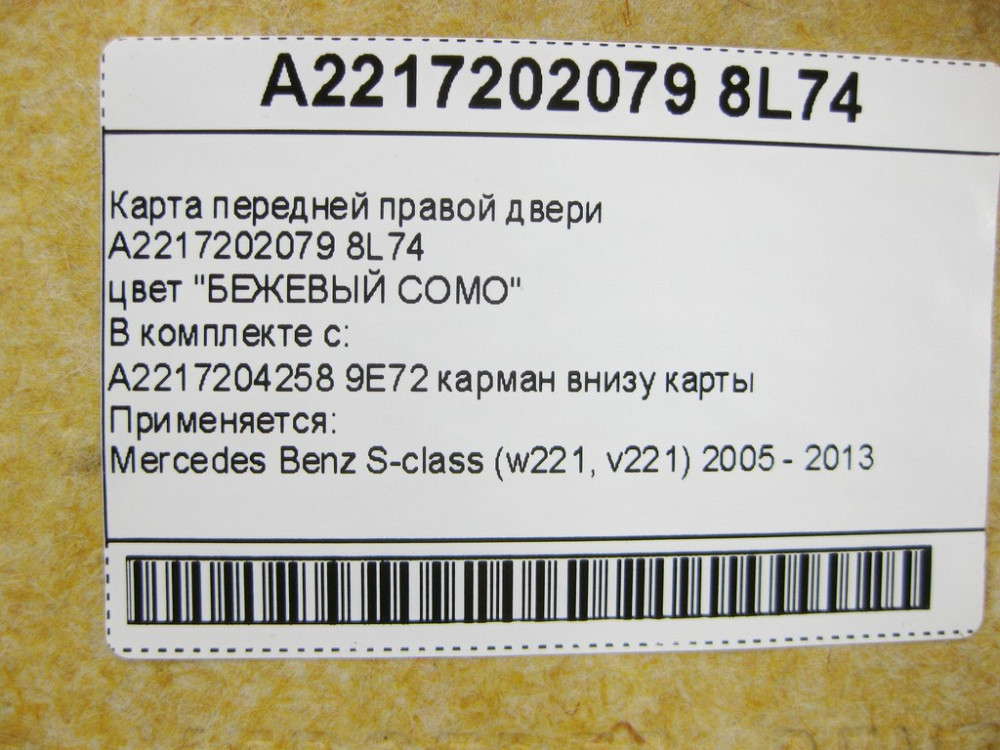 A2217202079 8L74
Карта передней правой двери
A2217202079 8L74
цвет "БЕЖЕВЫЙ СОМО"
В комплекте с:
A2217204258 9E72 карман внизу карты
Применяется:
Mercedes Benz S-class (w221, v221) 2005 - 2013